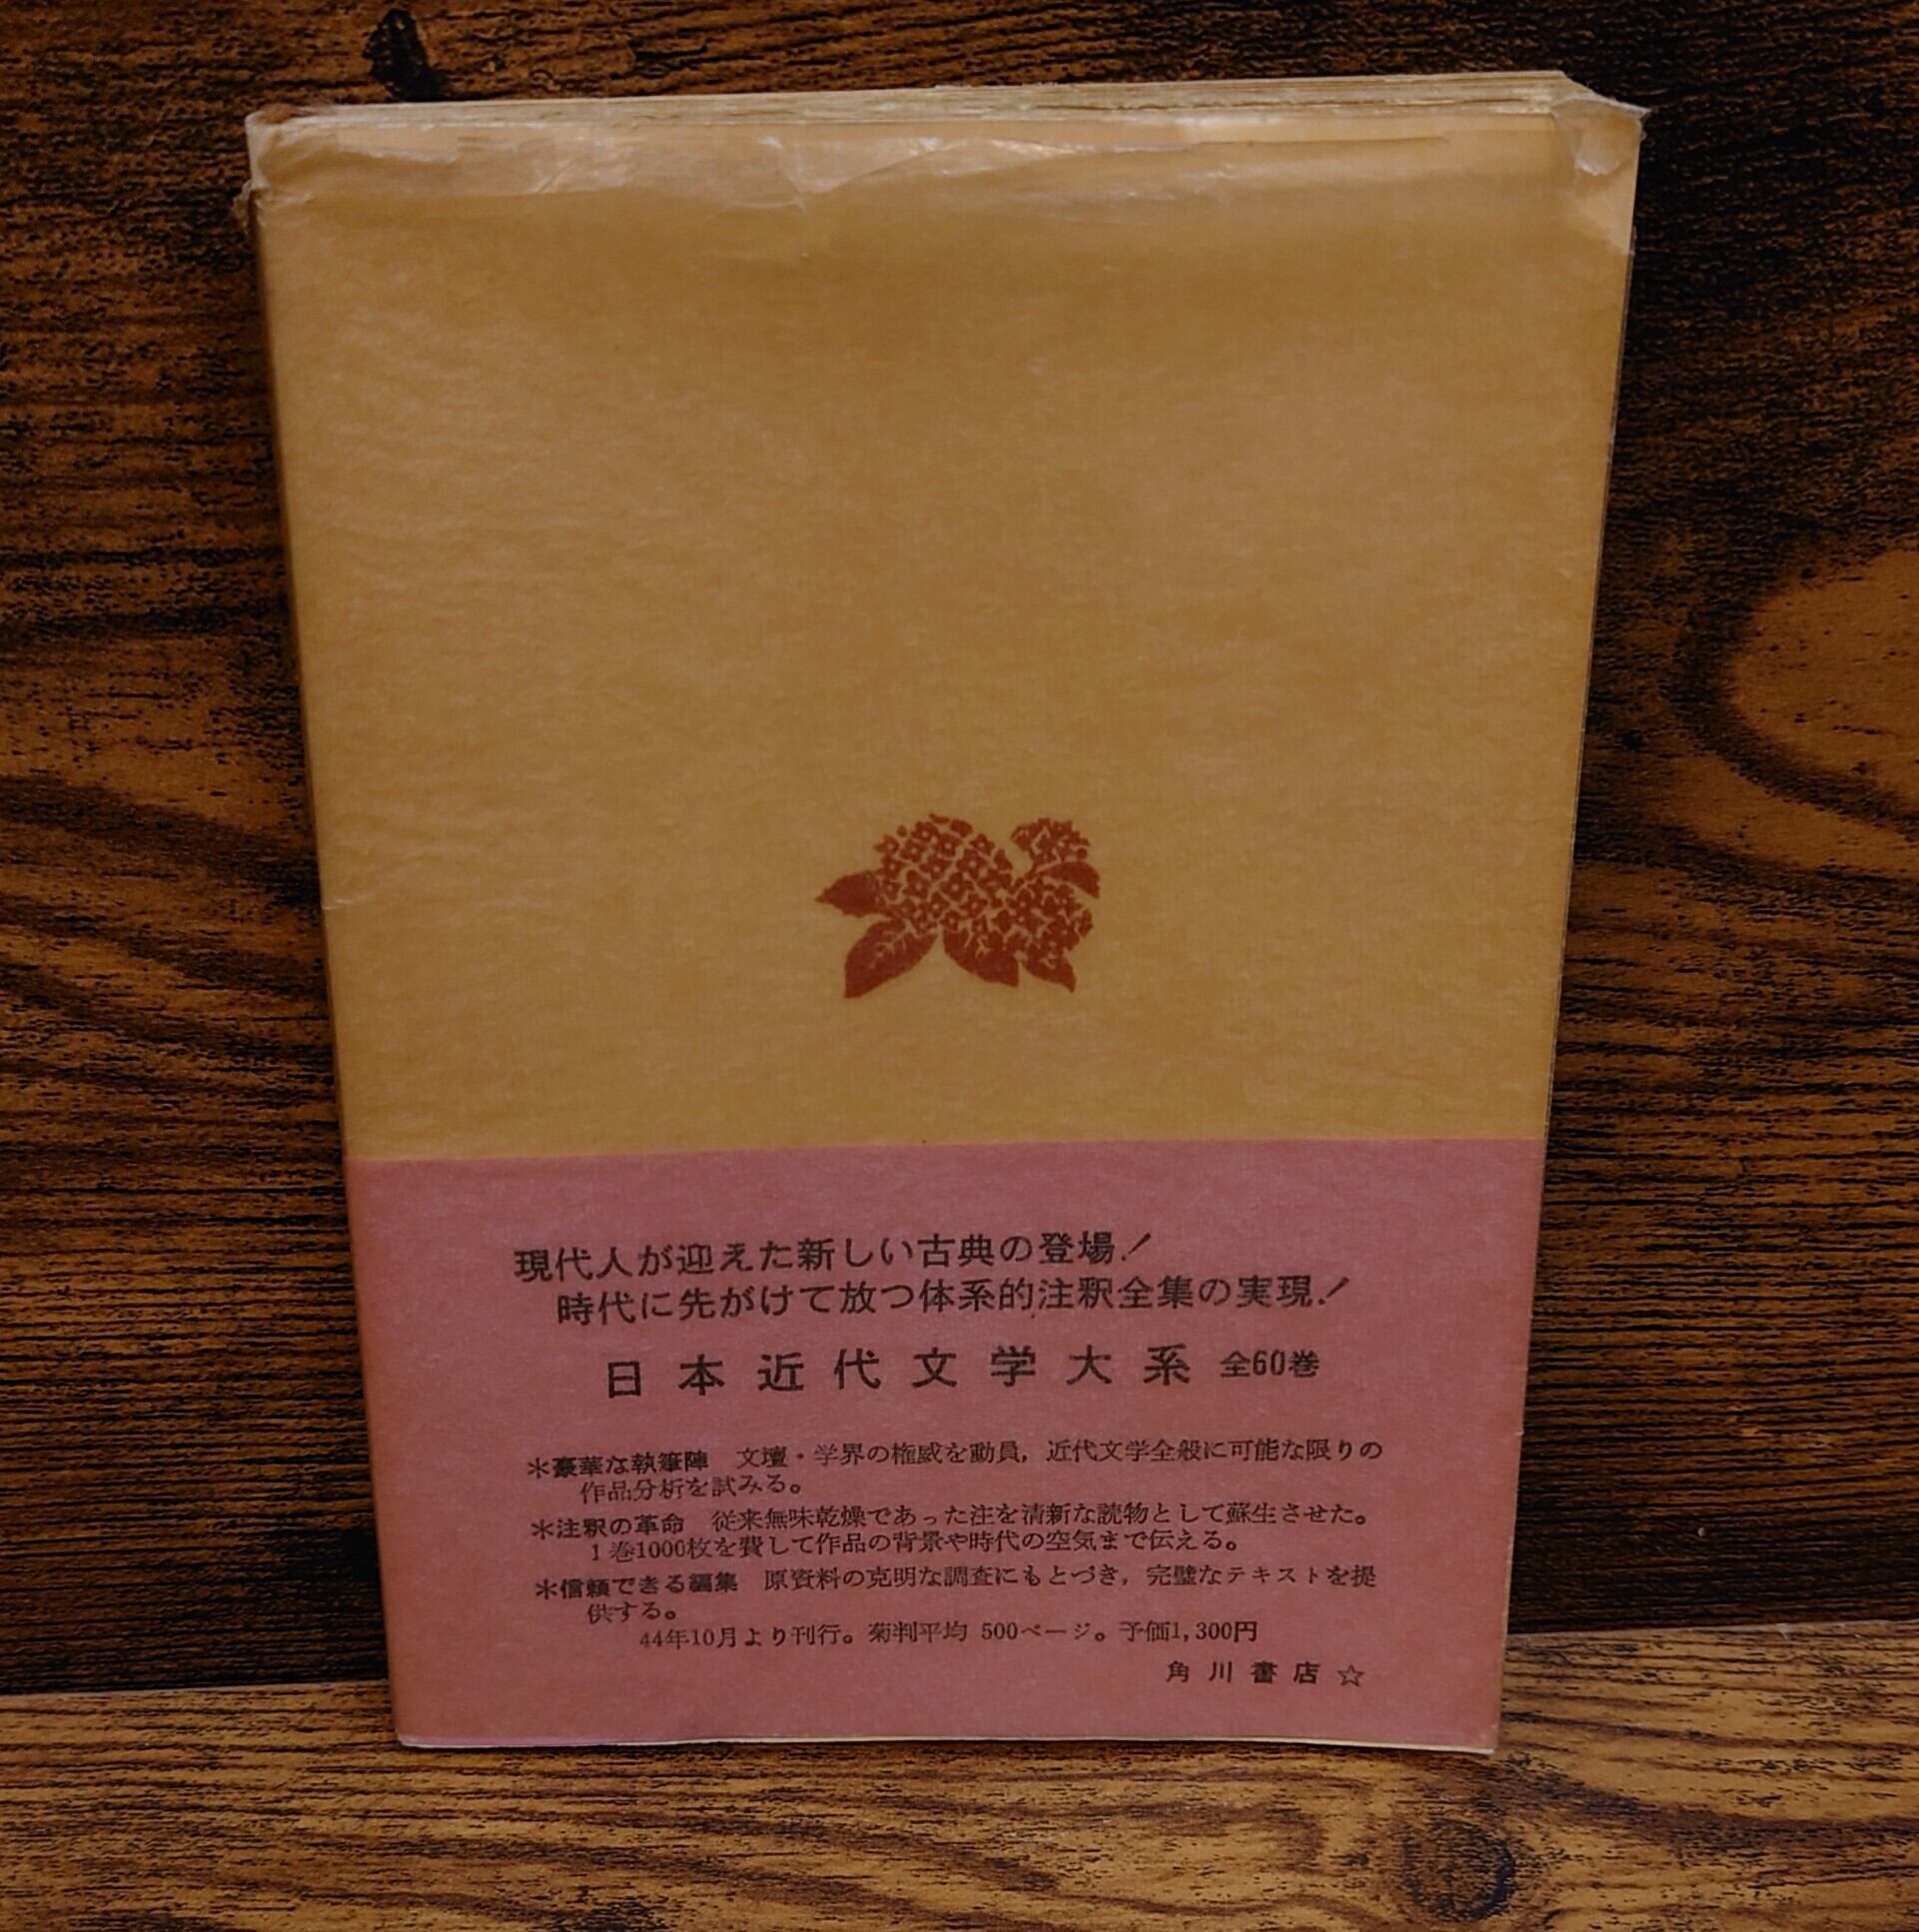 現代人が迎えた新しい古典の登場！
時代に先がけて放つ体系的注釈全集の実現！
日本近代文学大系 全60巻
＊豪華な執筆陣 文壇・学界の権威を動員，近代文学全般に可能な限りの
作品分析を試みる。
＊注釈の革命 従来無味乾燥であった注を清新な読物として蘇生させた。
1巻1000枚を費して作品の背景や時代の空気まで伝える。
＊信頼できる編集 原資料の克明な調査にもとづき，完璧なテキストを提
供する。
44年10月より刊行。菊判平均 500ページ。予価1,300円
角川書店 ☆